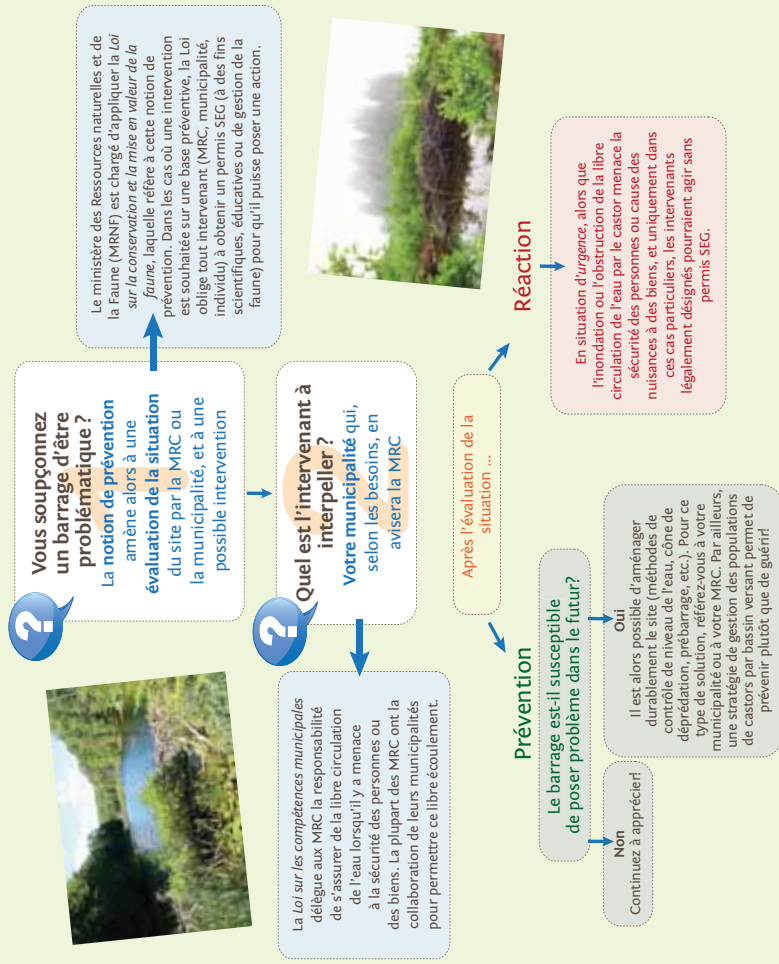 ?
1
Vous soupçonnez
un barrage d'être
problématique ?
La notion de prévention
amène alors à une
évaluation de la situation
du site par la MRC ou
la municipalité, et à une
possible intervention
Le ministère des Ressources naturelles et de
la Faune (MRNF) est chargé d'appliquer la Loi
sur la conservation et la mise en valeur de la
faune, laquelle réfère à cette notion de
prévention. Dans les cas où une intervention
est souhaitée sur une base préventive, la Loi
oblige tout intervenant (MRC, municipalité,
individu) à obtenir un permis SEG (à des fins
scientifiques, éducatives ou de gestion de la
faune) pour qu'il puisse poser une action.
?
2
Quel est l'intervenant à
interpeller ?
Votre municipalité qui,
selon les besoins, en
avisera la MRC
La Loi sur les compétences municipales
délègue aux MRC la responsabilité
de s'assurer de la libre circulation
de l'eau lorsqu'il y a menace
à la sécurité des personnes ou
des biens. La plupart des MRC ont la
collaboration de leurs municipalités
pour permettre ce libre écoulement.
Après l'évaluation de la
situation ...
Prévention
Le barrage est-il susceptible
de poser problème dans le futur?
Non
Continuez à apprécier!
Oui
Il est alors possible d'aménager
durablement le site (méthodes de
contrôle de niveau de l'eau, cône de
déprédation, prébarrage, etc.). Pour ce
type de solution, référez-vous à votre
municipalité ou à votre MRC. Par ailleurs,
une stratégie de gestion des populations
de castors par bassin versant permet de
prévenir plutôt que de guérir!
Réaction
En situation d'urgence, alors que
l'inondation ou l'obstruction de la libre
circulation de l'eau par le castor menace la
sécurité des personnes ou cause des
nuisances à des biens, et uniquement dans
ces cas particuliers, les intervenants
légalement désignés pourraient agir sans
permis SEG.